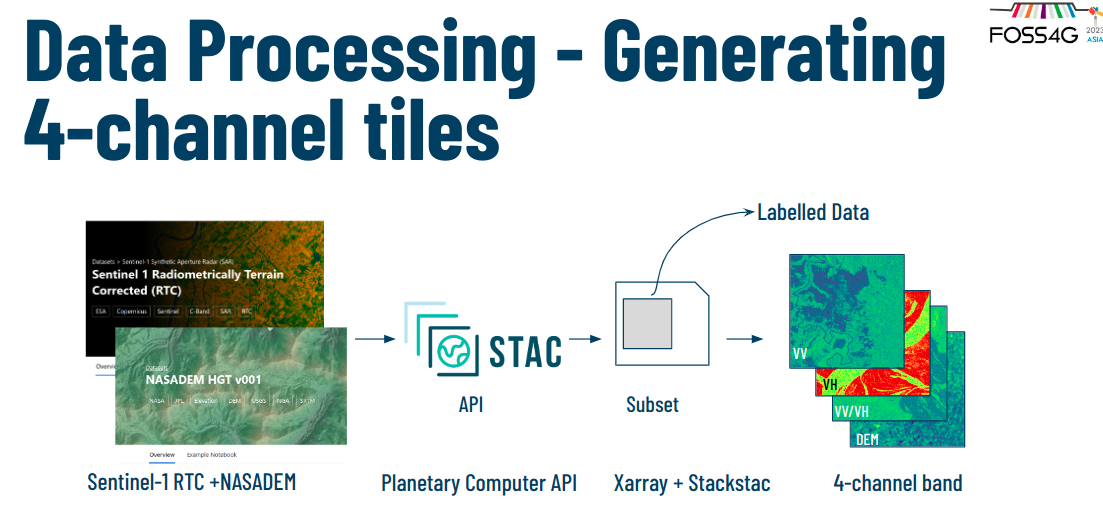 Data Processing - Generating
4-channel tiles
FOSS4G 2023 ASIA
Labelled Data
Datasets > Sentinel-1 Synthetic Aperture Radar (SAR)
Sentinel 1 Radiometrically Terrain
Corrected (RTC)
ESA Copernicus Sentinel C-Band SAR RTC
Overvi
Datasets
NASADEM HGT v001
NASA JPL Elevation DEM USGS NGA SRTM
Overview Example Notebook
STAC
API
Subset
VV
VH
VV/VH
DEM
Sentinel-1 RTC +NASADEM
Planetary Computer API
Xarray + Stackstac
4-channel band